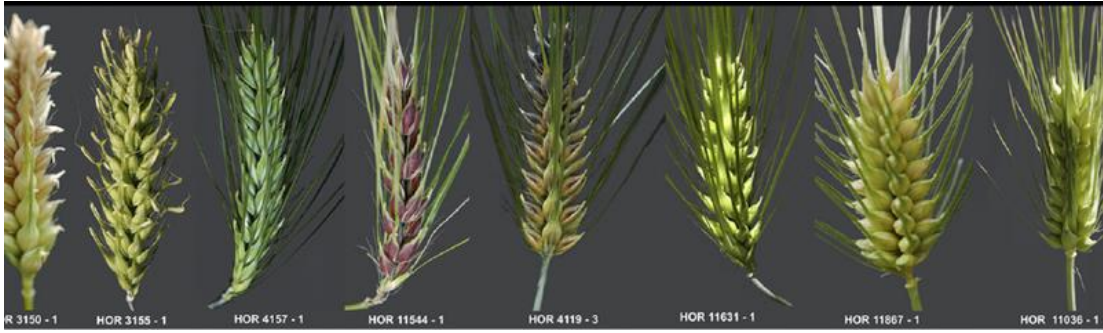 OR 3150 - 1
HOR 3155 - 1
HOR 4157 - 1
HOR 11544 - 1
HOR 4119 - 3
HOR 11631 - 1
HOR 11867 - 1
HOR 11036 - 1